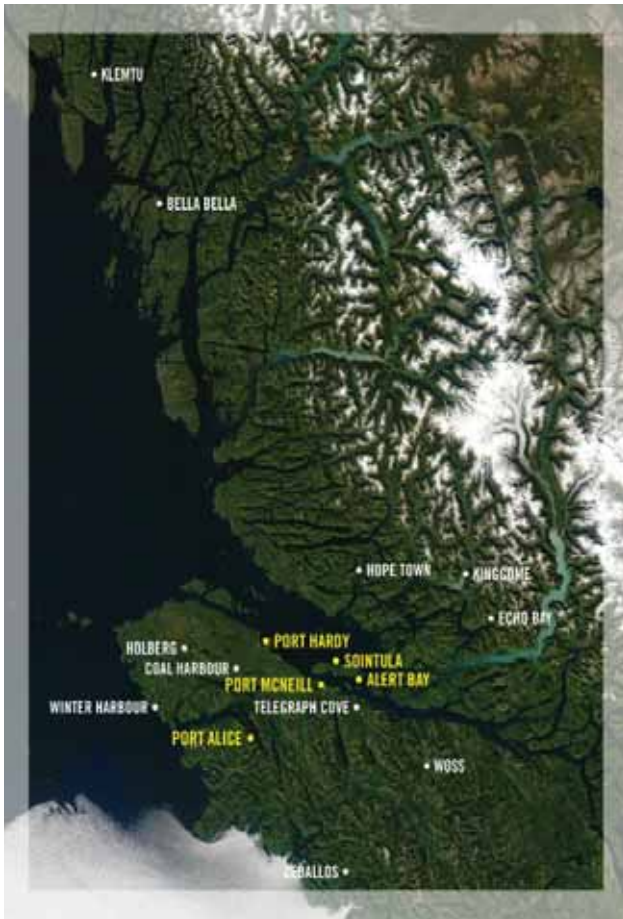 KLEMTU
BELLA BELLA
HOPE TOWN
KINGCOME
ECHO BAY
PORT HARDY
HOLBERG
SOINTULA
COAL HARBOUR
ALERT BAY
PORT MCNEILL
WINTER HARBOUR
TELEGRAPH COVE
PORT ALICE
WOSS
ZEBALLOS